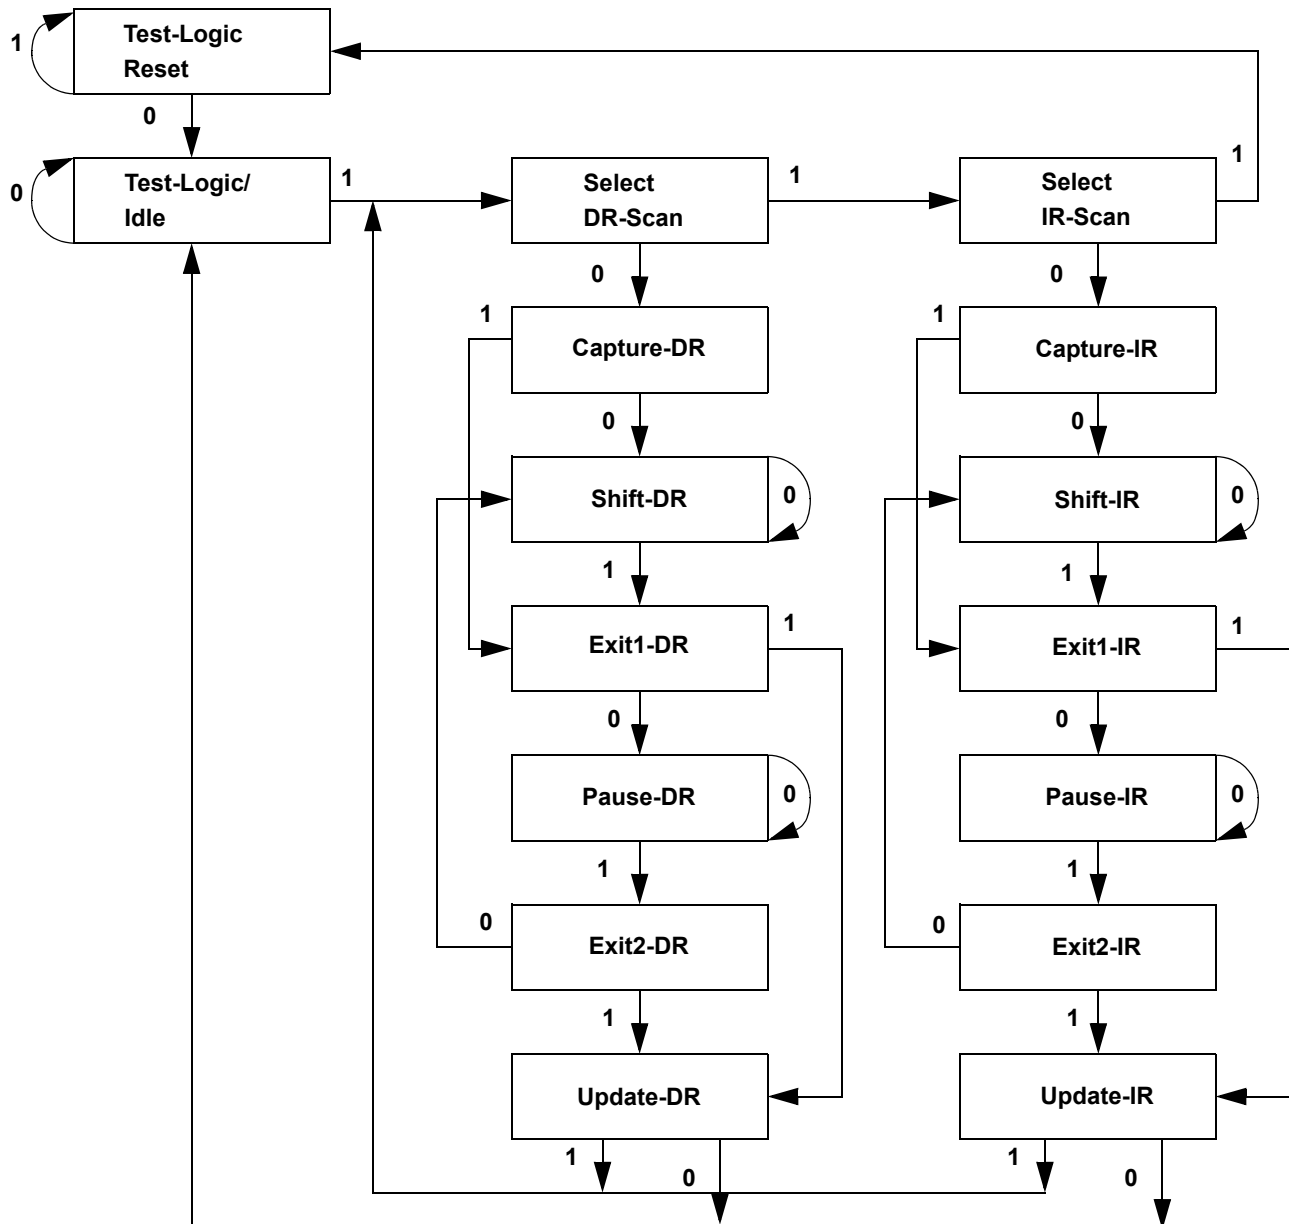 Test-Logic
Reset
1
0
Test-Logic/
Idle
0
1
Select
DR-Scan
1
Select
IR-Scan
1
0
0
1
Capture-DR
1
Capture-IR
0
0
Shift-DR
0
Shift-IR
0
1
1
Exit1-DR
1
Exit1-IR
1
0
0
Pause-DR
0
Pause-IR
0
1
1
0
Exit2-DR
0
Exit2-IR
1
1
Update-DR
Update-IR
1
0
1
0